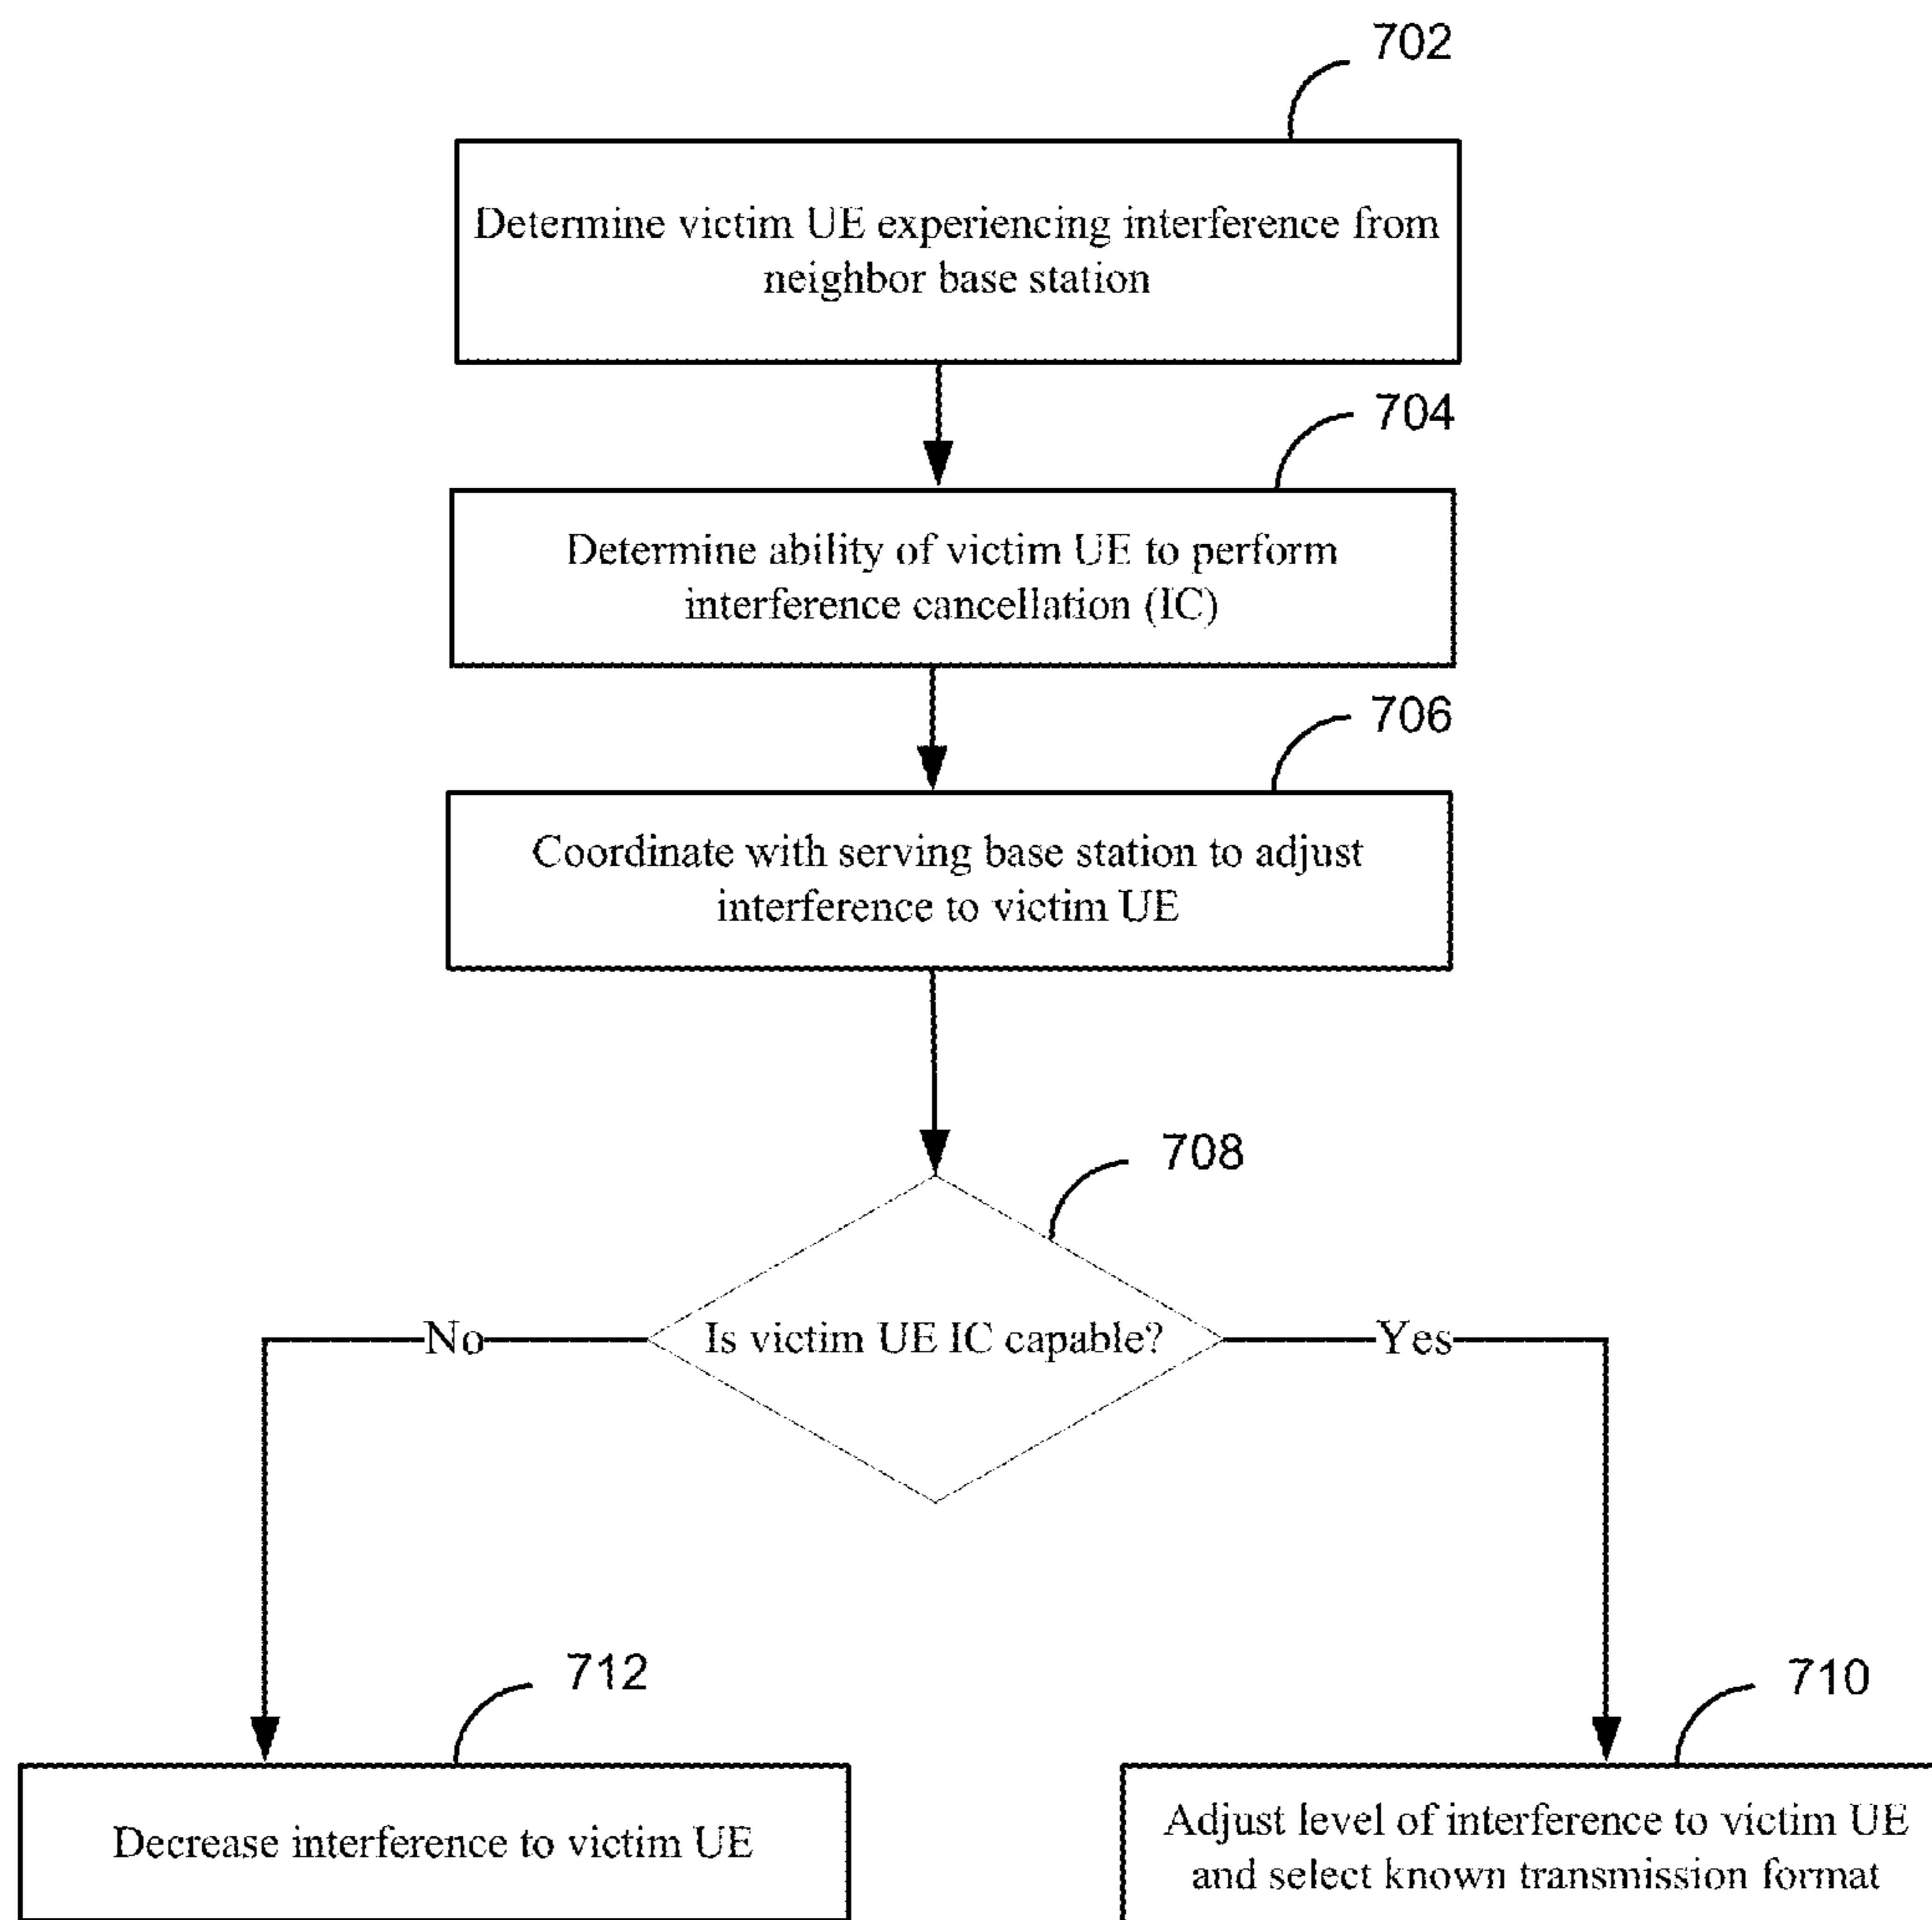 702
Determine victim UE experiencing interference from
neighbor base station
704
Determine ability of victim UE to perform
interference cancellation (IC)
706
Coordinate with serving base station to adjust
interference to victim UE
708
Is victim UE IC capable?
No
Yes
712
Decrease interference to victim UE
710
Adjust level of interference to victim UE
and select known transmission format